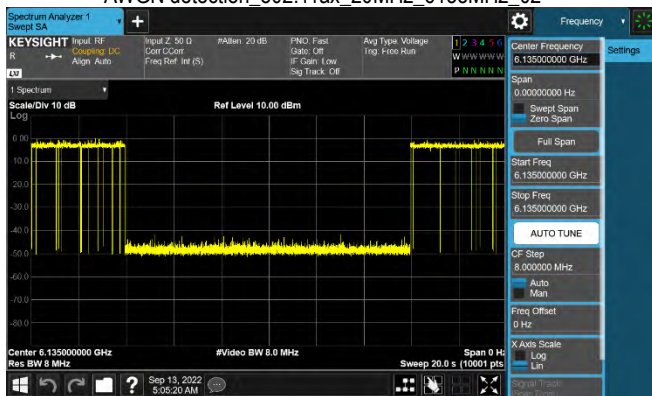 Spectrum Analyzer 1
Swept SA
Frequency
KEYSIGHT
R
Input: RF
Coupling: DC
Align: Auto
Input Z: 50 Ω
Corr CCorr
Freq Ref: Int (S)
#Atten: 20 dB
PNO: Fast
Gate: Off
IF Gain: Low
Sig Track: Off
Avg Type: Voltage
Trig: Free Run
1 2 3 4 5 6
W W W W W W
P N N N N N
LXI
1 Spectrum
Scale/Div 10 dB
Ref Level 10.00 dBm
Log
0.00
-10.0
-20.0
-30.0
-40.0
-50.0
-60.0
-70.0
-80.0
Center 6.135000000 GHz
Res BW 8 MHz
#Video BW 8.0 MHz
Span 0 Hz
Sweep 20.0 s (10001 pts
Center Frequency
6.135000000 GHz
Settings
Span
0.00000000 Hz
Swept Span
Zero Span
Full Span
Start Freq
6.135000000 GHz
Stop Freq
6.135000000 GHz
AUTO TUNE
CF Step
8.000000 MHz
Auto
Man
Freq Offset
0 Hz
X Axis Scale
Log
Lin
Signal Track
Sep 13, 2022
5:05:20 AM
?